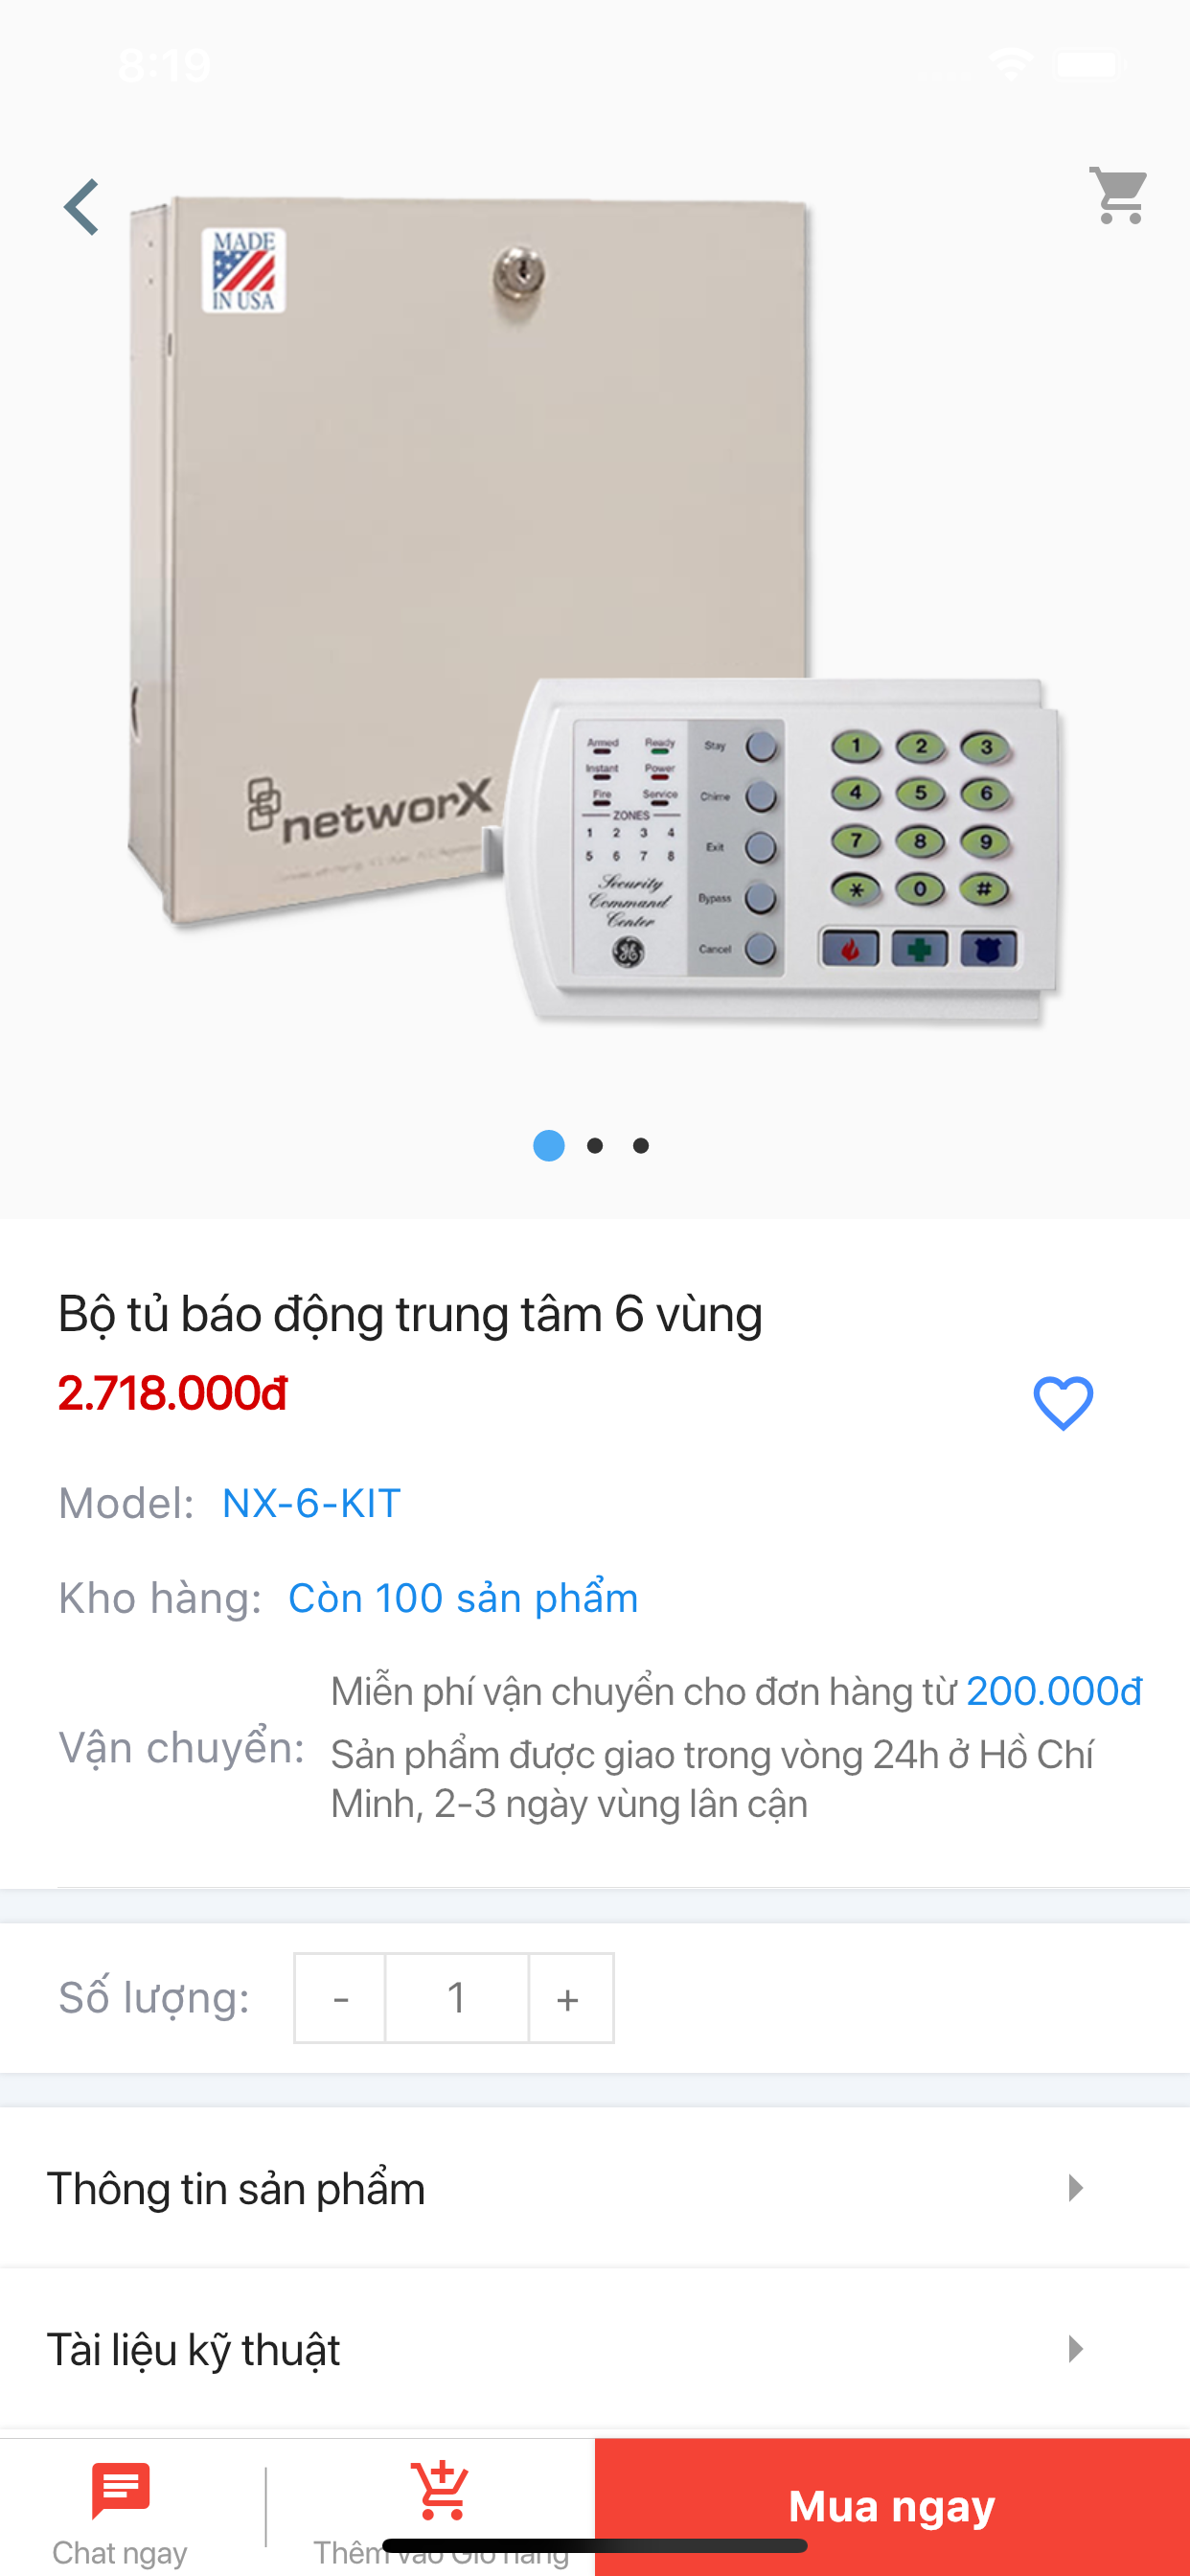 8:19
MADE
IN USA
networX
Armed Ready
Instant Power
Fire Service
ZONES
1 2 3 4
5 6 7 8
Security
Command
Center
Stay
Chime
Exit
Bypass
Cancel
1 2 3
4 5 6
7 8 9
* 0 #
Bộ tủ báo động trung tâm 6 vùng
2.718.000đ
Model: NX-6-KIT
Kho hàng: Còn 100 sản phẩm
Vận chuyển:
Miễn phí vận chuyển cho đơn hàng từ 200.000đ
Sản phẩm được giao trong vòng 24h ở Hồ Chí
Minh, 2-3 ngày vùng lân cận
Số lượng: - 1 +
Thông tin sản phẩm
Tài liệu kỹ thuật
Chat ngay
Thêm vào Giỏ hàng
Mua ngay